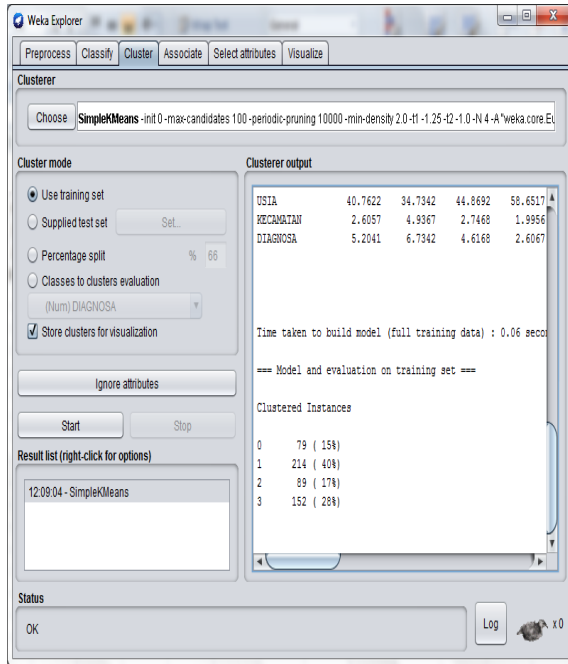 Weka Explorer
Preprocess Classify Cluster Associate Select attributes Visualize
Clusterer
Choose SimpleKMeans -init 0 -max-candidates 100 -periodic-pruning 10000 -min-density 2.0 -t1 -1.25 -t2 -1.0 -N 4 -A "weka.core.Eu
Cluster mode
Use training set
Supplied test set Set...
Percentage split % 66
Classes to clusters evaluation
(Num) DIAGNOSA
Store clusters for visualization
Ignore attributes
Start Stop
Result list (right-click for options)
12:09:04 - SimpleKMeans
Clusterer output
USIA 40.7622 34.7342 44.8692 58.6517
KECAMATAN 2.6057 4.9367 2.7468 1.9956
DIAGNOSA 5.2041 6.7342 4.6168 2.6067
Time taken to build model (full training data) : 0.06 secon
=== Model and evaluation on training set ===
Clustered Instances
0 79 ( 15%)
1 214 ( 40%)
2 89 ( 17%)
3 152 ( 28%)
Status
OK
Log x 0